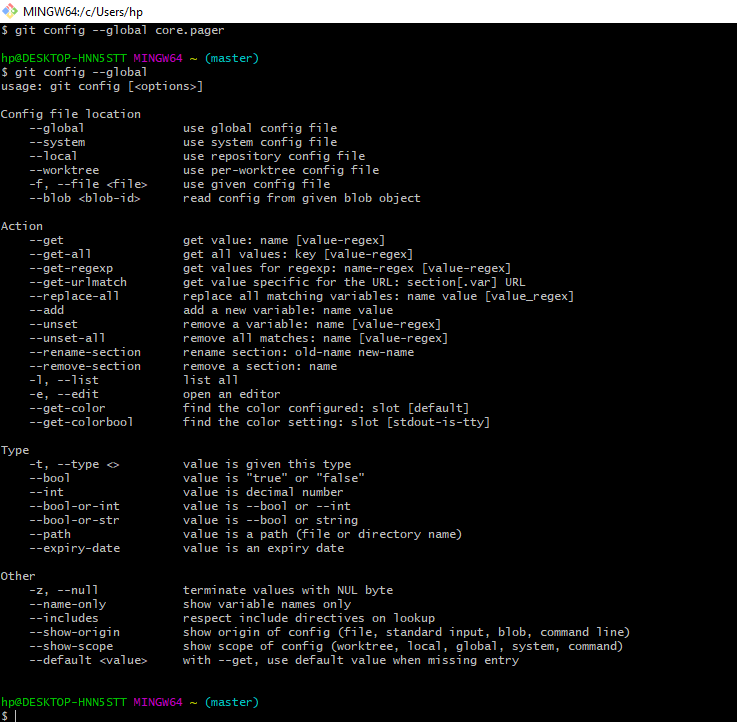 MINGW64:/c/Users/hp
$ git config --global core.pager
hp@DESKTOP-HNN5STT MINGW64 ~ (master)
$ git config --global
usage: git config [<options>]
Config file location
--global use global config file
--system use system config file
--local use repository config file
--worktree use per-worktree config file
-f, --file <file> use given config file
--blob <blob-id> read config from given blob object
Action
--get get value: name [value-regex]
--get-all get all values: key [value-regex]
--get-regexp get values for regexp: name-regex [value-regex]
--get-urlmatch get value specific for the URL: section[.var] URL
--replace-all replace all matching variables: name value [value_regex]
--add add a new variable: name value
--unset remove a variable: name [value-regex]
--unset-all remove all matches: name [value-regex]
--rename-section rename section: old-name new-name
--remove-section remove a section: name
-l, --list list all
-e, --edit open an editor
--get-color find the color configured: slot [default]
--get-colorbool find the color setting: slot [stdout-is-tty]
Type
-t, --type <> value is given this type
--bool value is "true" or "false"
--int value is decimal number
--bool-or-int value is --bool or --int
--bool-or-str value is --bool or string
--path value is a path (file or directory name)
--expiry-date value is an expiry date
Other
-z, --null terminate values with NUL byte
--name-only show variable names only
--includes respect include directives on lookup
--show-origin show origin of config (file, standard input, blob, command line)
--show-scope show scope of config (worktree, local, global, system, command)
--default <value> with --get, use default value when missing entry
hp@DESKTOP-HNN5STT MINGW64 ~ (master)
$